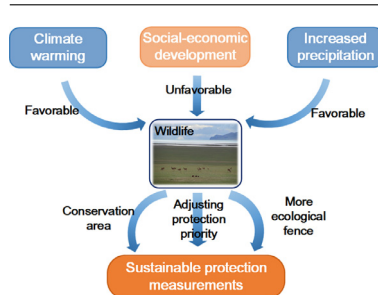 Climate
warming
Social-economic
development
Increased
precipitation
Favorable
Unfavorable
Favorable
Wildlife
Conservation
area
Adjusting
protection
priority
More
ecological
fence
Sustainable protection
measurements